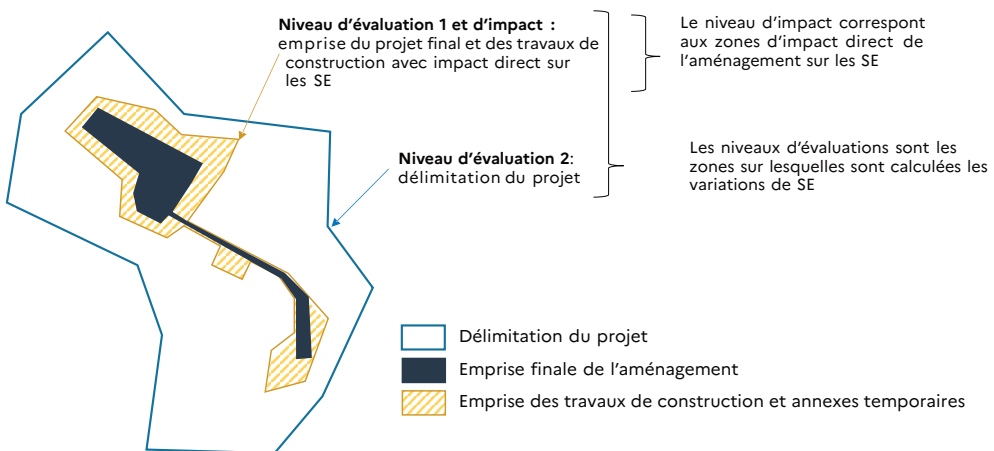 Niveau d’évaluation 1 et d’impact :
emprise du projet final et des travaux de
construction avec impact direct sur
les SE
Le niveau d’impact correspont
aux zones d’impact direct de
l’aménagement sur les SE
Niveau d’évaluation 2:
délimitation du projet
Les niveaux d’évaluations sont les
zones sur lesquelles sont calculées les
variations de SE
Délimitation du projet
Emprise finale de l’aménagement
Emprise des travaux de construction et annexes temporaires